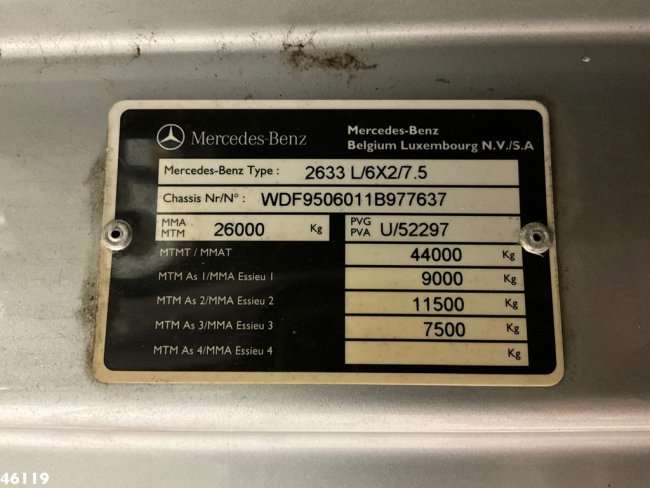 Mercedes-Benz
Mercedes-Benz
Belgium Luxembourg N.V./S.A
Mercedes-Benz Type : 2633 L/6X2/7.5
Chassis Nr/N° : WDF9506011B977637
MMA
MTM 26000 Kg
PVG
PVA U/52297
MTMT / MMAT 44000 Kg
MTM As 1/MMA Essieu 1 9000 Kg
MTM As 2/MMA Essieu 2 11500 Kg
MTM As 3/MMA Essieu 3 7500 Kg
MTM As 4/MMA Essieu 4 Kg
46119